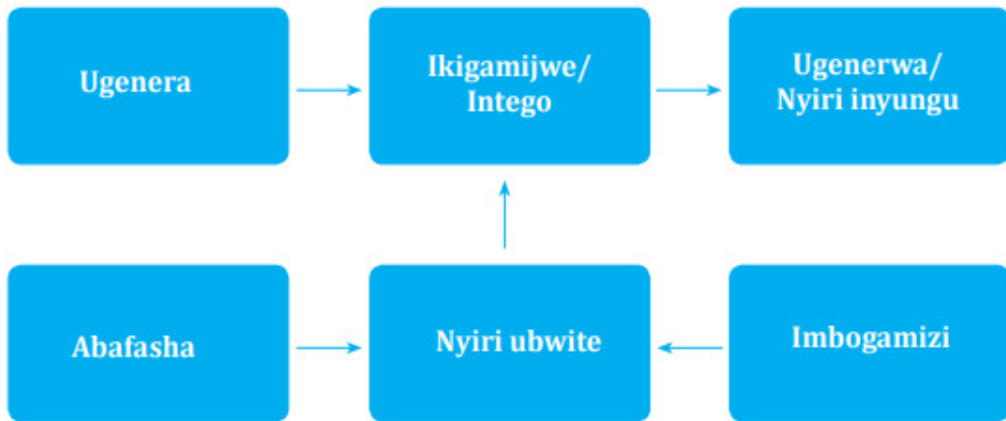 Ugenera
Ikigamijwe/
Intego
Ugenerwa/
Nyiri inyungu
Abafasha
Nyiri ubwite
Imbogamizi